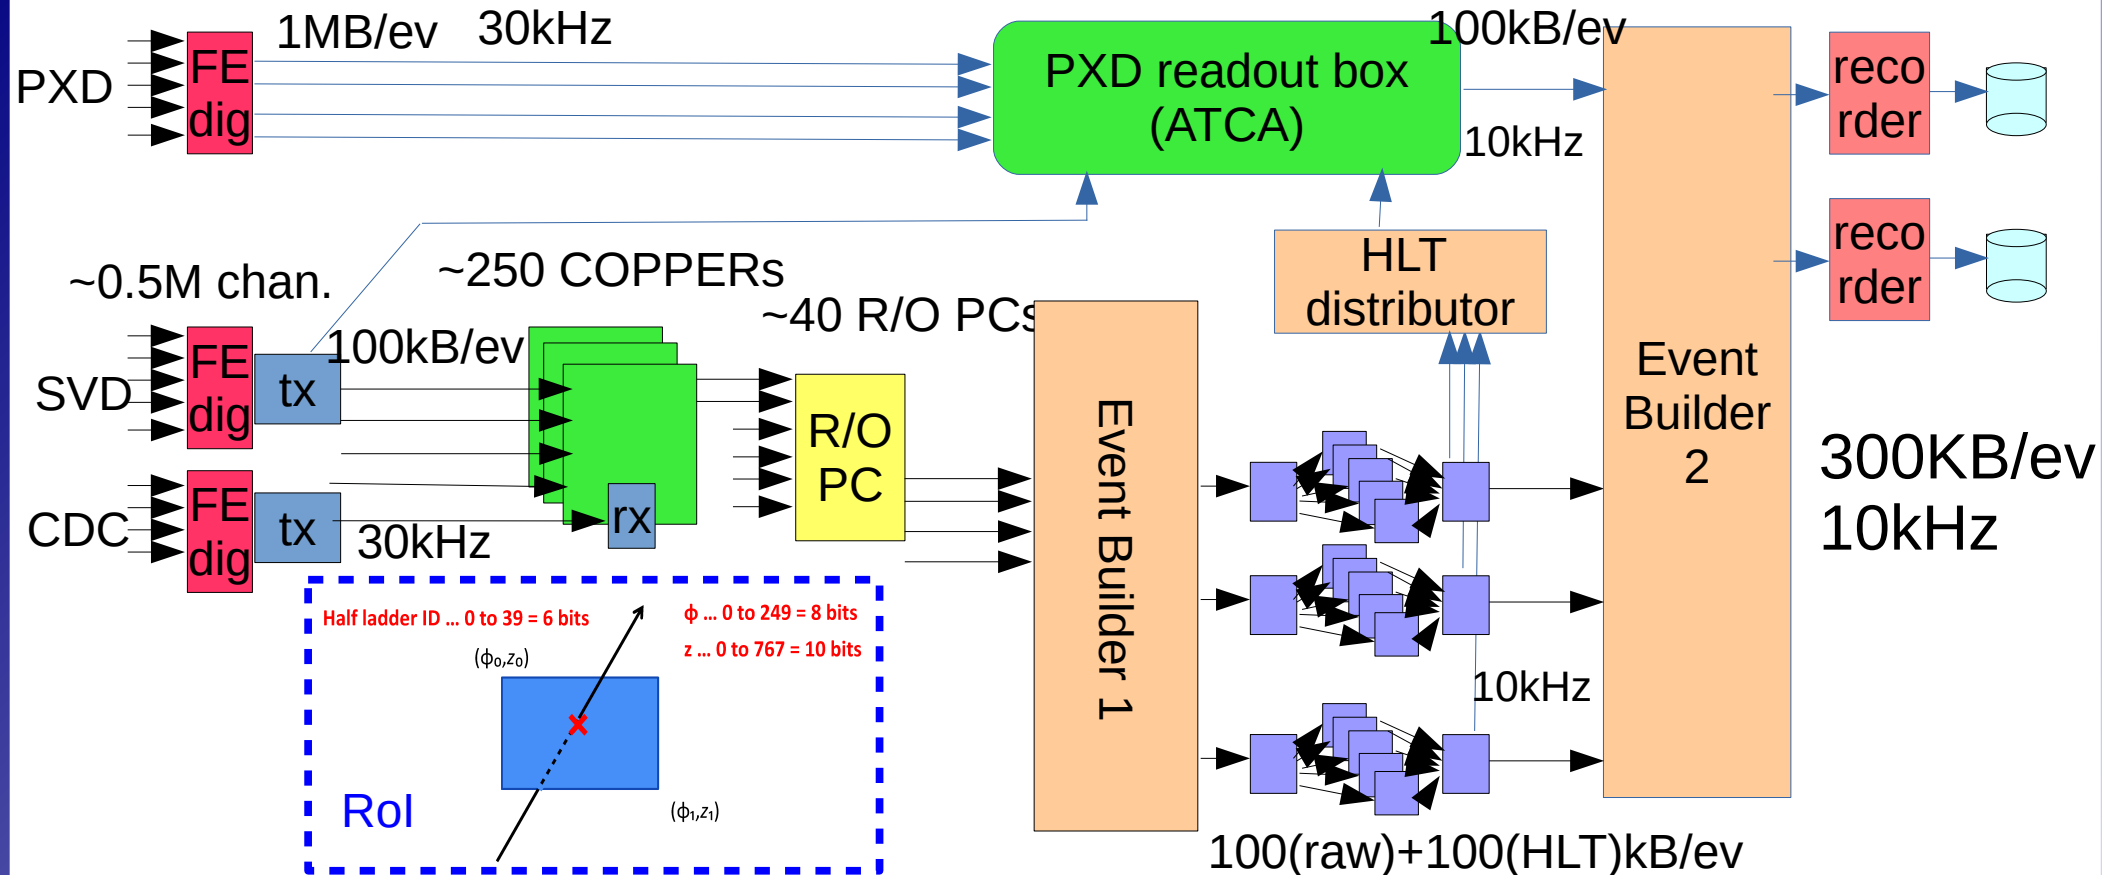 1MB/ev 30kHz
100kB/ev
PXD
FE
dig
PXD readout box
(ATCA)
10kHz
reco
rder
reco
rder
HLT
distributor
~0.5M chan.
~250 COPPERs
~40 R/O PCs
100kB/ev
SVD
FE
dig
tx
R/O
PC
Event
Builder
2
Event Builder 1
300KB/ev
10kHz
CDC
FE
dig
tx
30kHz
rx
Half ladder ID ... 0 to 39 = 6 bits
ϕ ... 0 to 249 = 8 bits
z ... 0 to 767 = 10 bits
(ϕ₀,z₀)
(ϕ₁,z₁)
RoI
10kHz
100(raw)+100(HLT)kB/ev